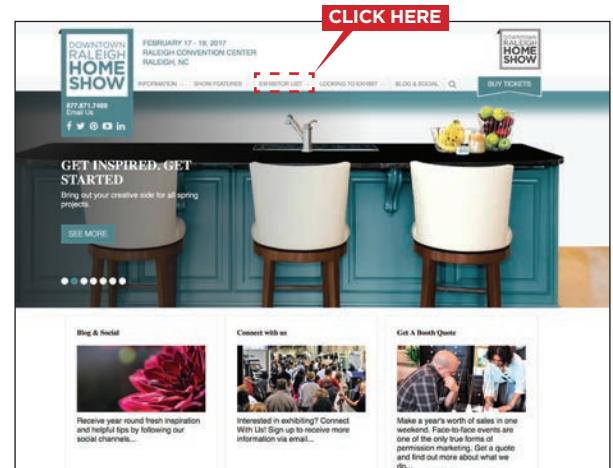 CLICK HERE
DOWNTOWN
RALEIGH
HOME
SHOW
FEBRUARY 17 - 19, 2017
RALEIGH CONVENTION CENTER
RALEIGH, NC
DOWNTOWN
RALEIGH
HOME
SHOW
INFORMATION
SHOW FEATURES
EXHIBITOR LIST
LOOKING TO EXHIBIT
BLOG & SOCIAL
BUY TICKETS
877.871.7469
Email Us
GET INSPIRED. GET
STARTED
Bring out your creative side for all spring
projects.
SEE MORE
Blog & Social
Receive year round fresh inspiration
and helpful tips by following our
social channels...
Connect with us
Interested in exhibiting? Connect
With Us! Sign up to receive more
information via email...
Get A Booth Quote
Make a year's worth of sales in one
weekend. Face-to-face events are
one of the only true forms of
permission marketing. Get a quote
and find out more about what we
do...